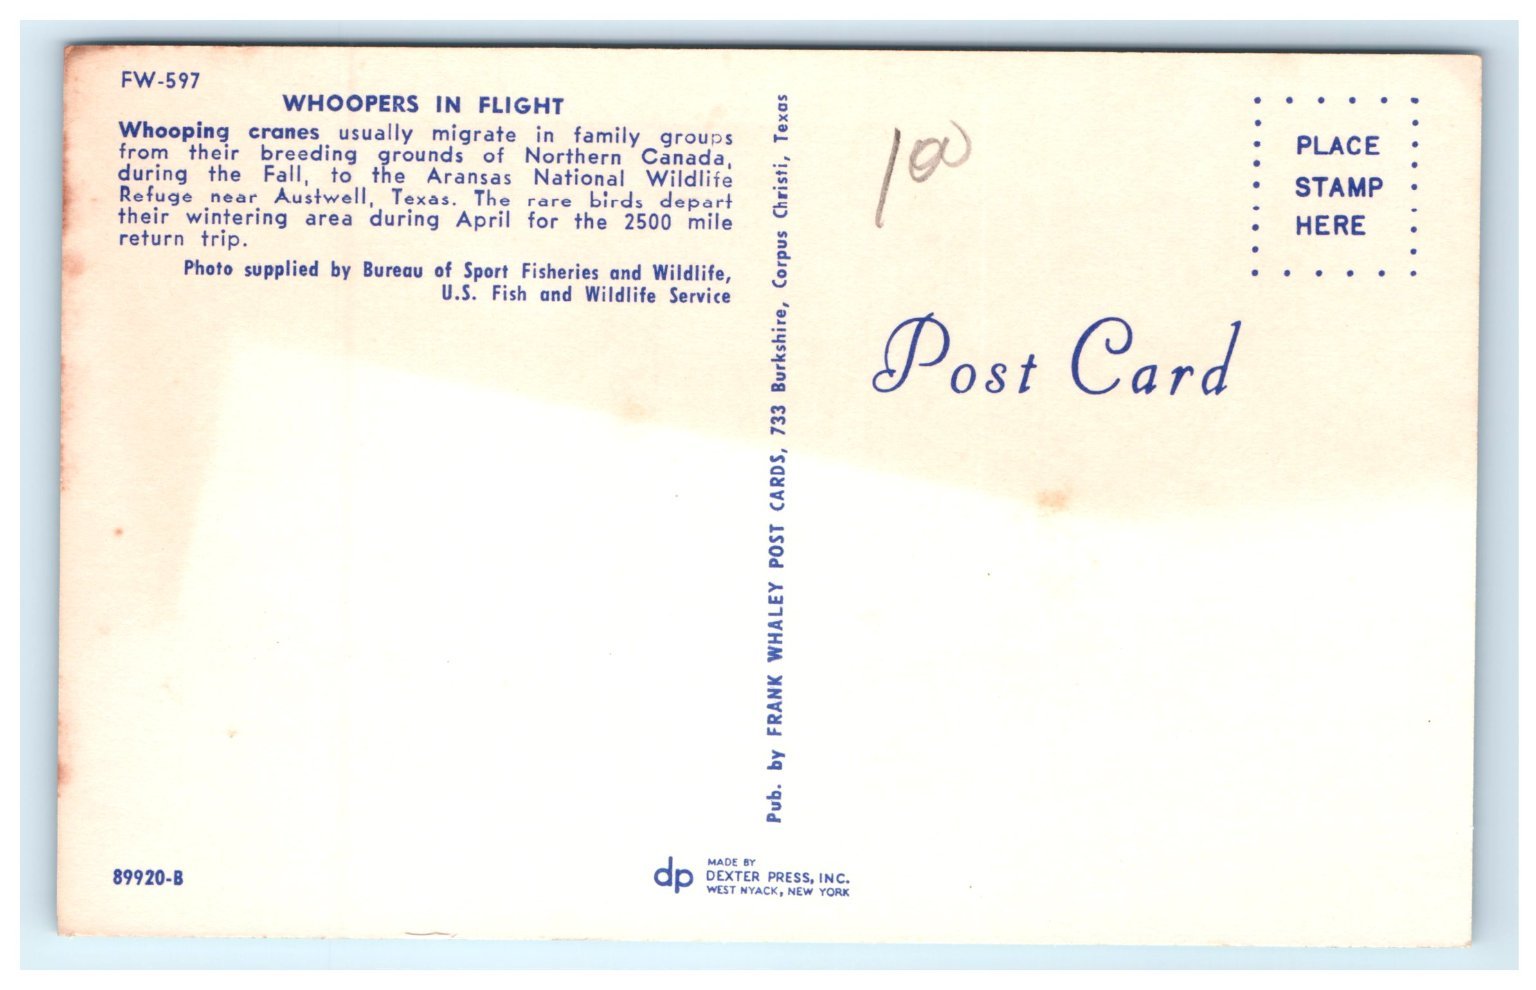 FW-597
WHOOPERS IN FLIGHT
Whooping cranes usually migrate in family groups
from their breeding grounds of Northern Canada,
during the Fall, to the Aransas National Wildlife
Refuge near Austwell, Texas. The rare birds depart
their wintering area during April for the 2500 mile
return trip.
Photo supplied by Bureau of Sport Fisheries and Wildlife,
U.S. Fish and Wildlife Service
89920-B
Pub. by FRANK WHALEY POST CARDS, 733 Burkshire, Corpus Christi, Texas
dp
MADE BY
DEXTER PRESS, INC.
WEST NYACK, NEW YORK
100
PLACE
STAMP
HERE
Post Card